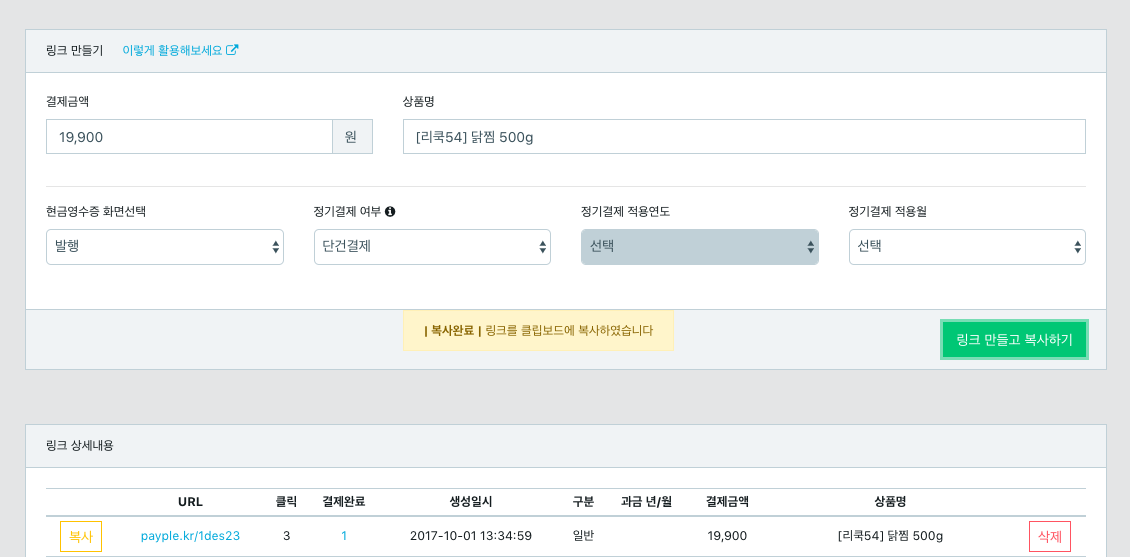 링크 만들기 이렇게 활용해보세요
결제금액 상품명
19,900 원 [리쿡54] 닭찜 500g
현금영수증 화면선택 정기결제 여부 정기결제 적용연도 정기결제 적용월
발행 단건결제 선택 선택
| 복사완료 | 링크를 클립보드에 복사하였습니다
링크 만들고 복사하기
링크 상세내용
URL 클릭 결제완료 생성일시 구분 과금 년/월 결제금액 상품명
복사 payple.kr/1des23 3 1 2017-10-01 13:34:59 일반 19,900 [리쿡54] 닭찜 500g 삭제